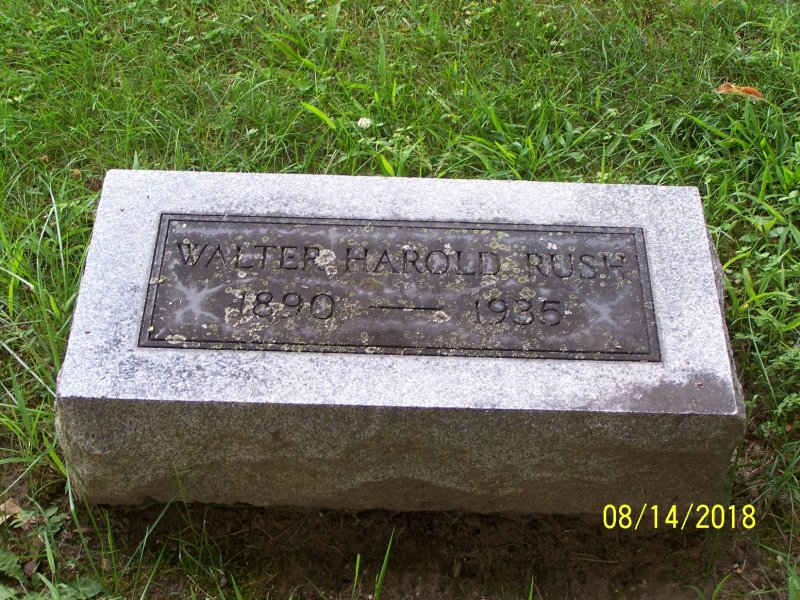 WALTER HAROLD RUSH
1890 — 1935
08/14/2018